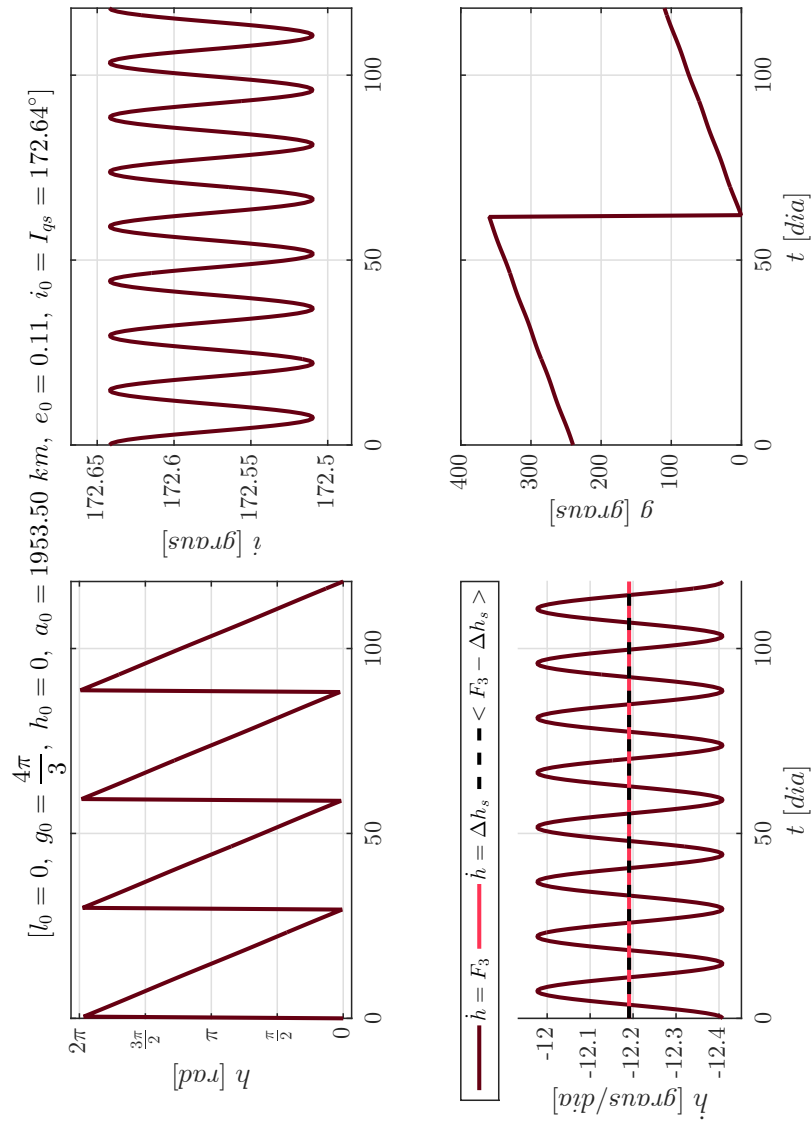 [l₀ = 0, g₀ = 4π/3, h₀ = 0, a₀ = 1953.50 km, e₀ = 0.11, i₀ = I_qs = 172.64°]
h [rad]
2π
3π/2
π
π/2
0
0 50 100
i [graus]
172.65
172.6
172.55
172.5
0 50 100
ḣ = F₃ ḣ = Δh_s < F₃ − Δh_s >
ḣ [graus/dia]
-12
-12.1
-12.2
-12.3
-12.4
0 50 100
t [dia]
g [graus]
400
300
200
100
0
0 50 100
t [dia]